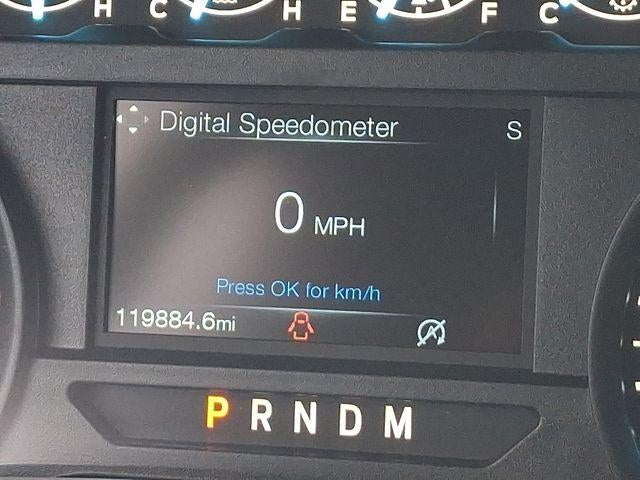 H C H E F C
Digital Speedometer S
0 MPH
Press OK for km/h
119884.6mi
P R N D M